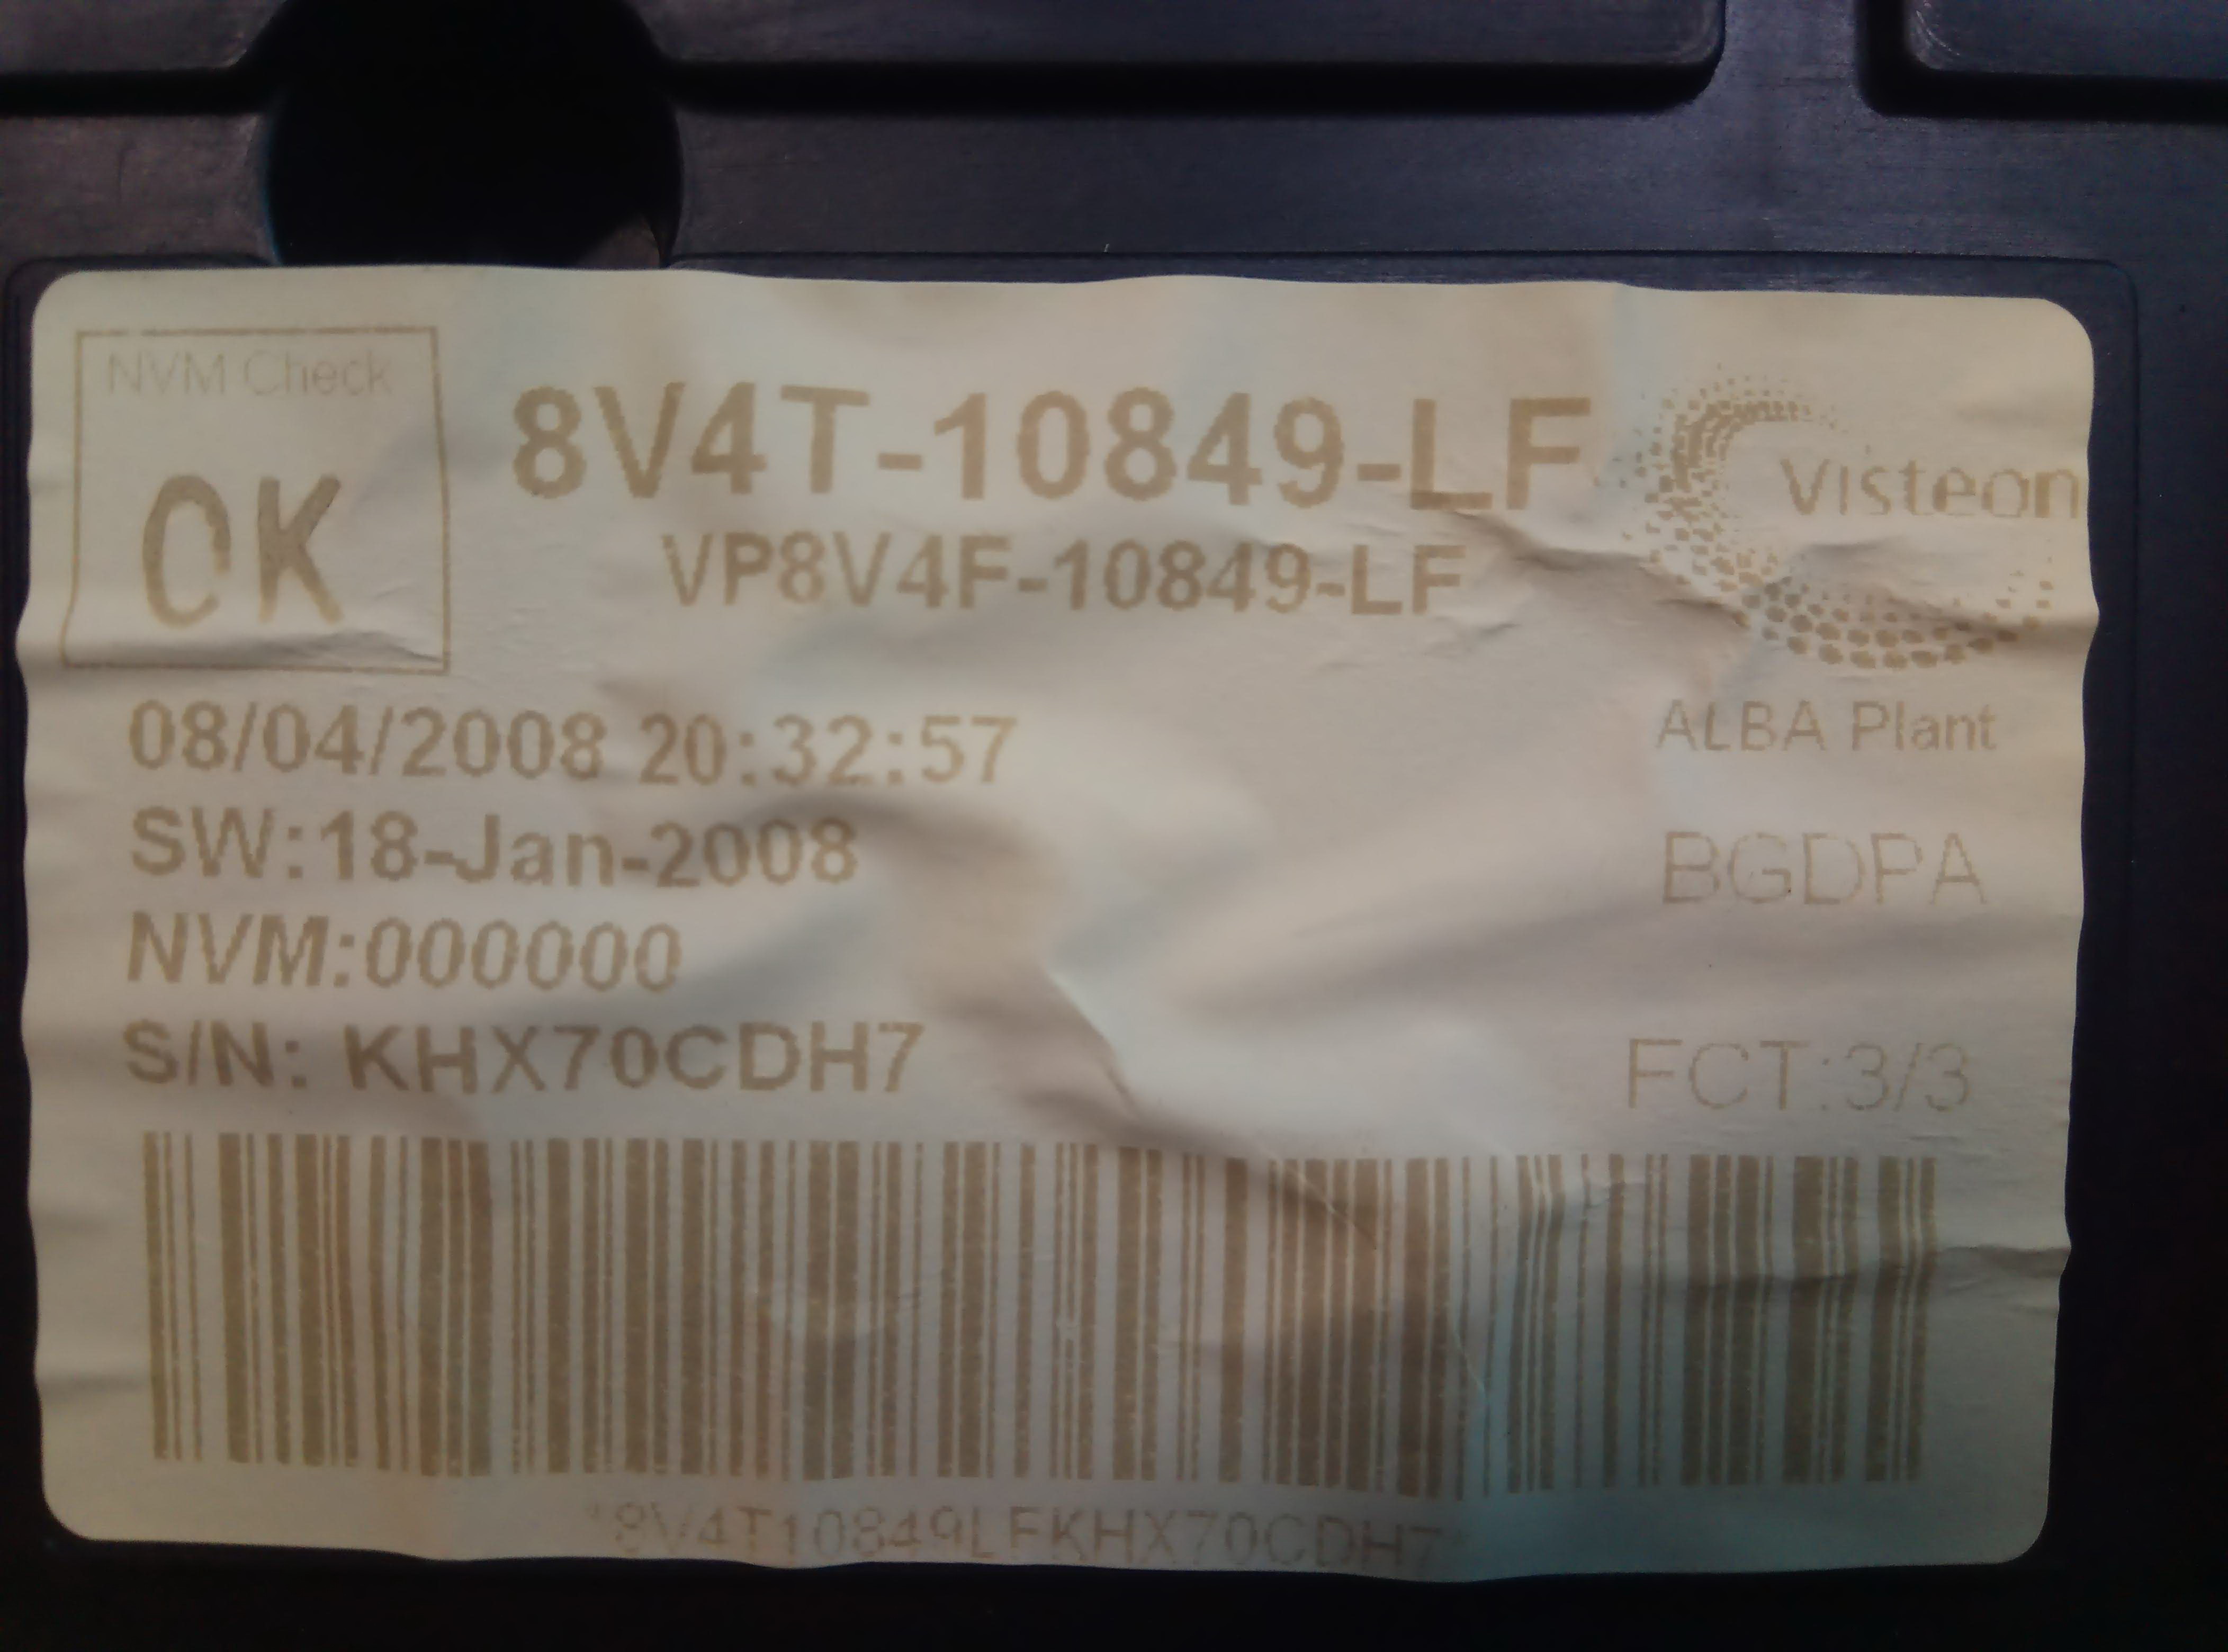 NVM Check
OK
8V4T-10849-LF
VP8V4F-10849-LF
Visteon
08/04/2008 20:32:57
ALBA Plant
SW:18-Jan-2008
BGDPA
NVM:000000
S/N: KHX70CDH7
FCT:3/3
*8V4T10849LFKHX70CDH7*